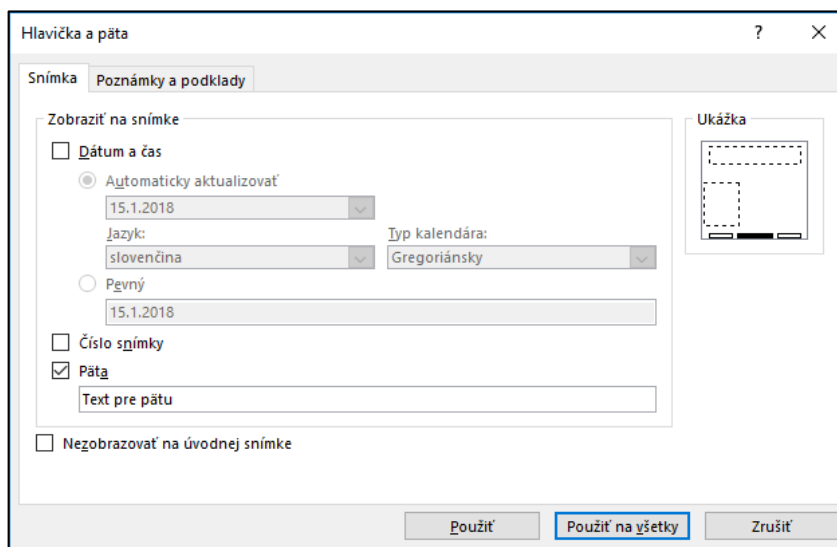 Hlavička a päta ?
Snímka Poznámky a podklady
Zobraziť na snímke Ukážka
Dátum a čas
Automaticky aktualizovať
15.1.2018
Jazyk: Typ kalendára:
slovenčina Gregoriánsky
Pevný
15.1.2018
Číslo snímky
Päta
Text pre pätu
Nezobrazovať na úvodnej snímke
Použiť Použiť na všetky Zrušiť